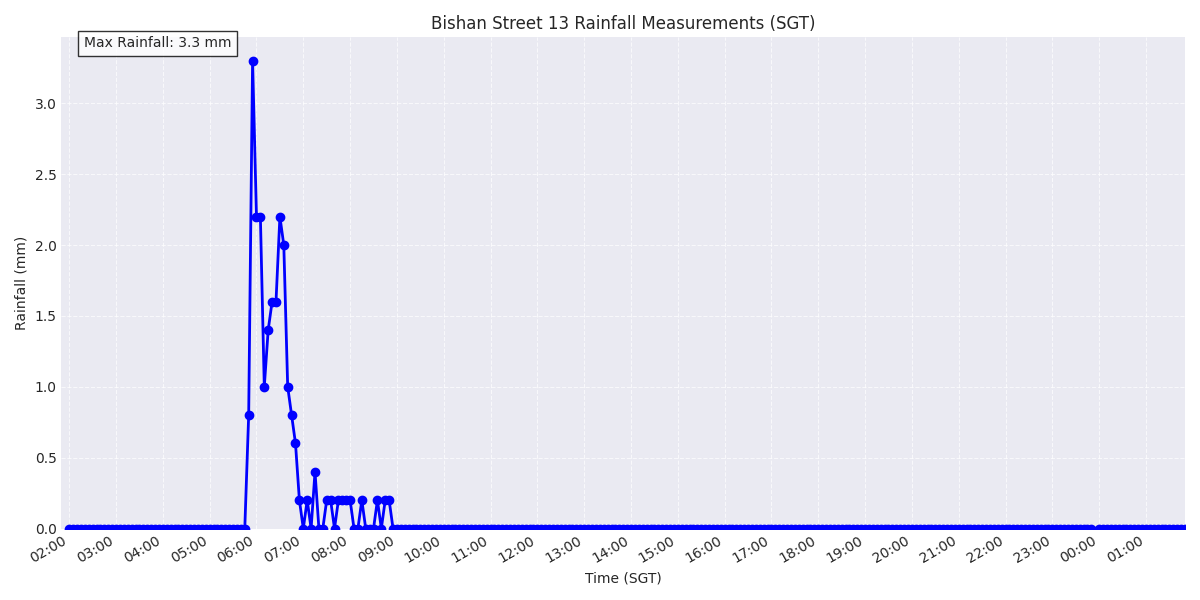 Bishan Street 13 Rainfall Measurements (SGT)
Max Rainfall: 3.3 mm
Rainfall (mm)
3.0
2.5
2.0
1.5
1.0
0.5
0.0
02:00 03:00 04:00 05:00 06:00 07:00 08:00 09:00 10:00 11:00 12:00 13:00 14:00 15:00 16:00 17:00 18:00 19:00 20:00 21:00 22:00 23:00 00:00 01:00
Time (SGT)